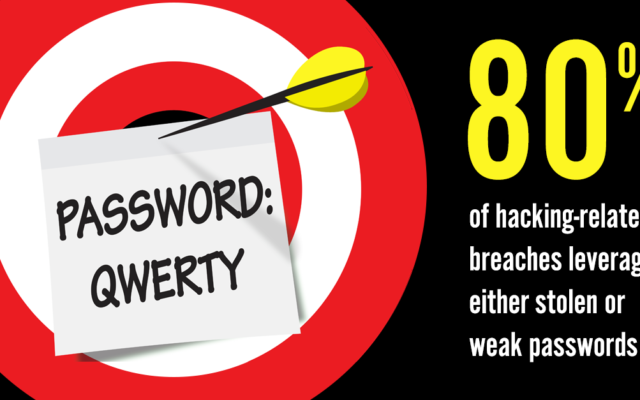 PASSWORD:
QWERTY
80%
of hacking-relate
breaches leverag
either stolen or
weak passwords